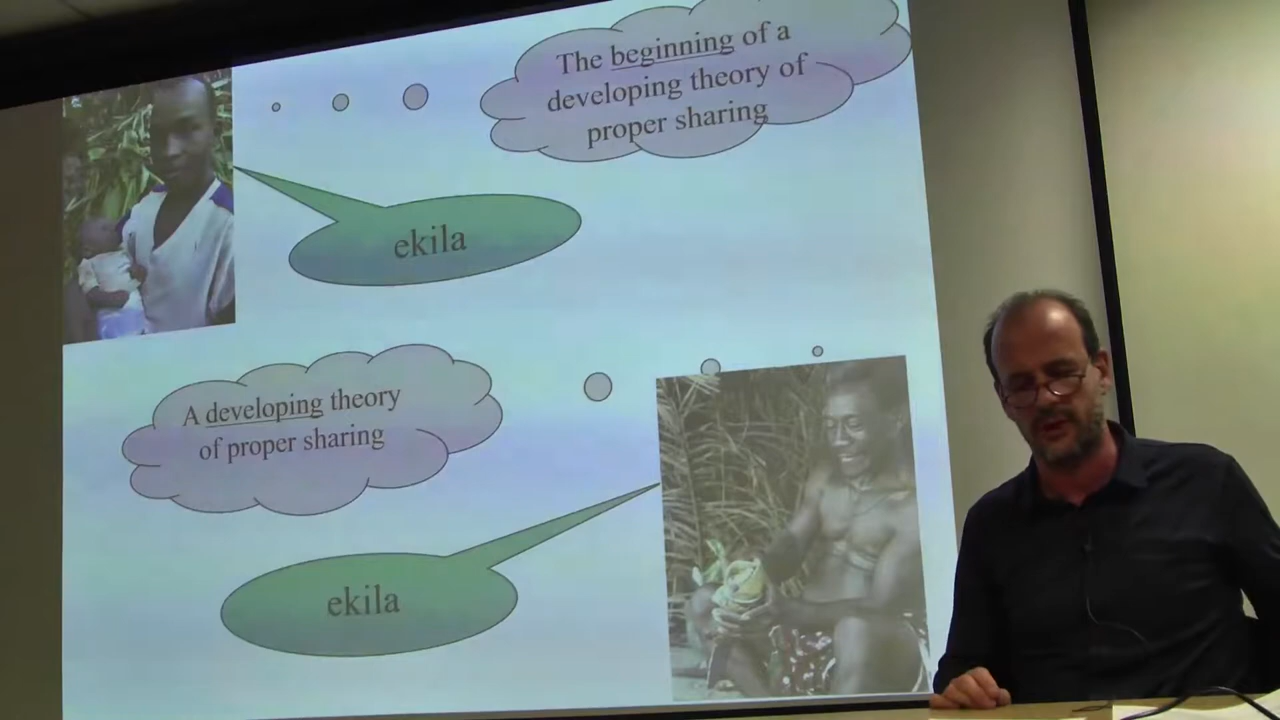 The beginning of a
developing theory of
proper sharing
ekila
A developing theory
of proper sharing
ekila